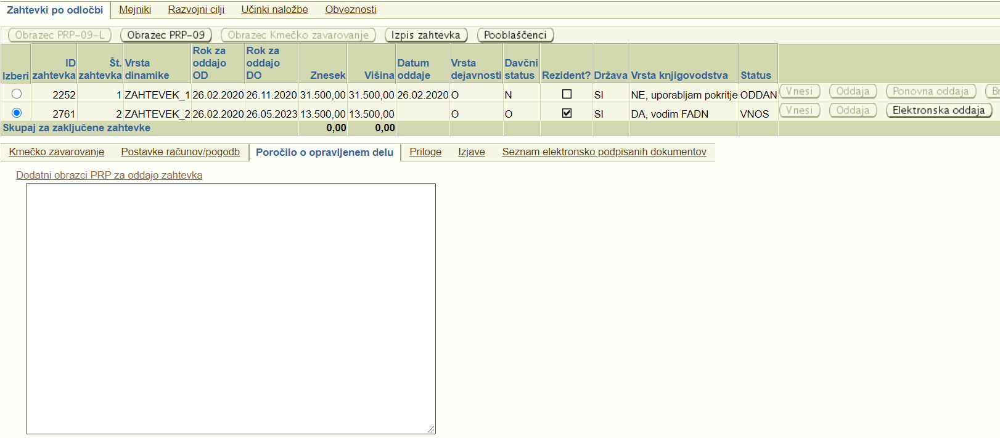 Zahtevki po odločbi Mejniki Razvojni cilji Učinki naložbe Obveznosti
Obrazec PRP-09-L Obrazec PRP-09 Obrazec Kmečko zavarovanje Izpis zahtevka Pooblaščenci
Izberi ID zahtevka Št. zahtevka Vrsta dinamike Rok za oddajo OD Rok za oddajo DO Znesek Višina Datum oddaje Vrsta dejavnosti Davčni status Rezident? Država Vrsta knjigovodstva Status
2252 1 ZAHTEVEK_1 26.02.2020 26.11.2020 31.500,00 31.500,00 26.02.2020 O N SI NE, uporabljam pokritje ODDAN Vnesi Oddaja Ponovna oddaja
2761 2 ZAHTEVEK_2 26.02.2020 26.05.2023 13.500,00 13.500,00 O O SI DA, vodim FADN VNOS Vnesi Oddaja Elektronska oddaja
Skupaj za zaključene zahtevke 0,00 0,00
Kmečko zavarovanje Postavke računov/pogodb Poročilo o opravljenem delu Priloge Izjave Seznam elektronsko podpisanih dokumentov
Dodatni obrazci PRP za oddajo zahtevka